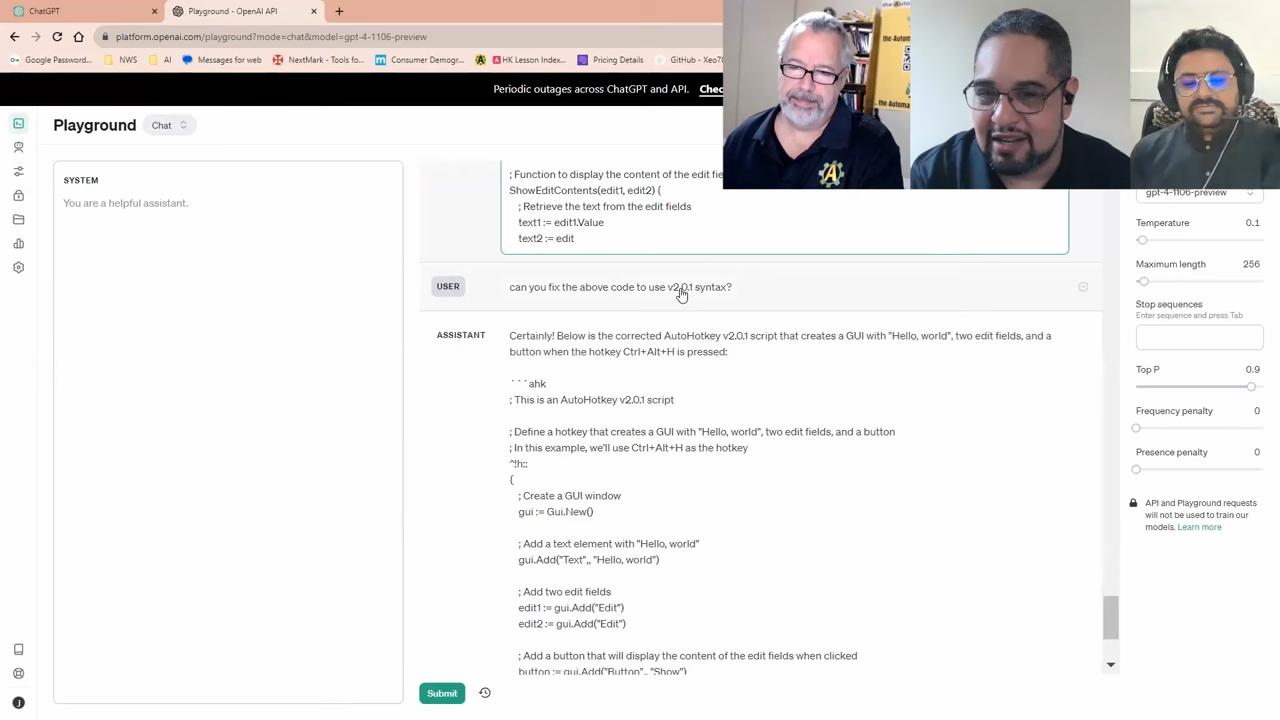 ChatGPT
Playground - OpenAI API
platform.openai.com/playground?mode=chat&model=gpt-4-1106-preview
Google Password...
NWS
AI
Messages for web
NextMark - Tools fo...
Consumer Demogr...
HK Lesson Index...
Pricing Details
GitHub - Xeo78
the-Automa
the-Autom
Periodic outages across ChatGPT and API. Chec
Playground
Chat
SYSTEM
You are a helpful assistant.
; Function to display the content of the edit fie
ShowEditContents(edit1, edit2) {
; Retrieve the text from the edit fields
text1 := edit1.Value
text2 := edit
USER
can you fix the above code to use v2.0.1 syntax?
ASSISTANT
Certainly! Below is the corrected AutoHotkey v2.0.1 script that creates a GUI with "Hello, world", two edit fields, and a
button when the hotkey Ctrl+Alt+H is pressed:
```ahk
; This is an AutoHotkey v2.0.1 script
; Define a hotkey that creates a GUI with "Hello, world", two edit fields, and a button
; In this example, we'll use Ctrl+Alt+H as the hotkey
^!h::
{
; Create a GUI window
gui := Gui.New()
; Add a text element with "Hello, world"
gui.Add("Text",, "Hello, world")
; Add two edit fields
edit1 := gui.Add("Edit")
edit2 := gui.Add("Edit")
; Add a button that will display the content of the edit fields when clicked
button := gui.Add("Button",, "Show")
Submit
gpt-4-1106-preview
Temperature
0.1
Maximum length
256
Stop sequences
Enter sequence and press Tab
Top P
0.9
Frequency penalty
0
Presence penalty
0
API and Playground requests
will not be used to train our
models. Learn more
J